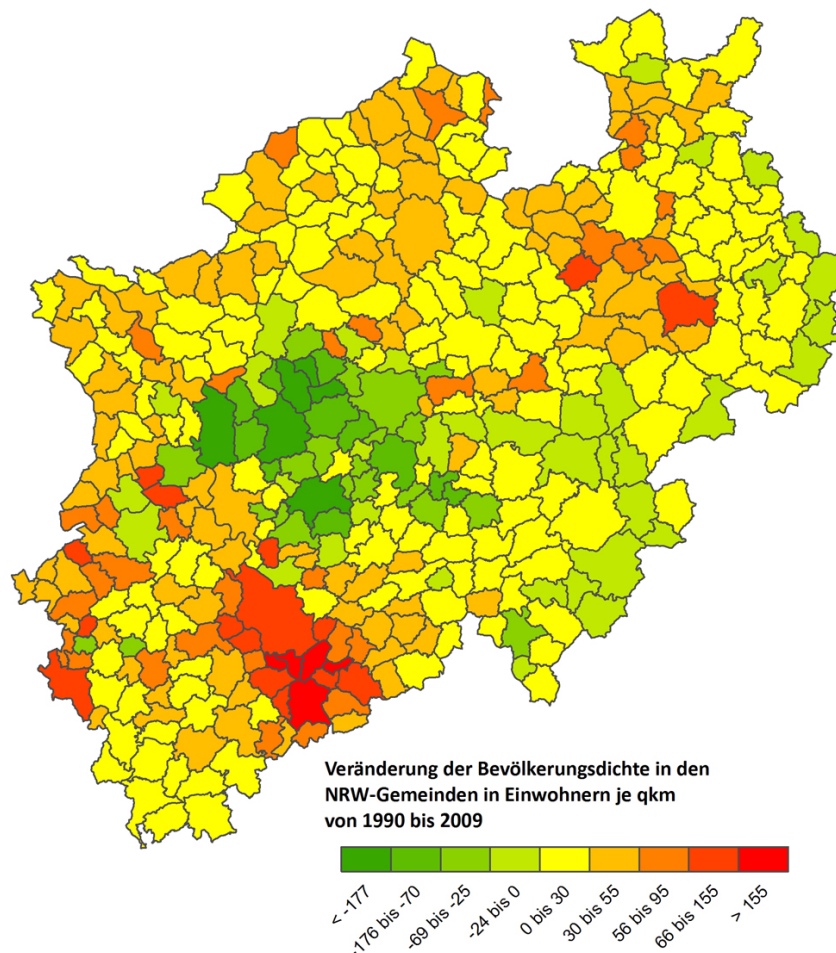 Veränderung der Bevölkerungsdichte in den
NRW-Gemeinden in Einwohnern je qkm
von 1990 bis 2009
< -177
-176 bis -70
-69 bis -25
-24 bis 0
0 bis 30
30 bis 55
56 bis 95
66 bis 155
> 155